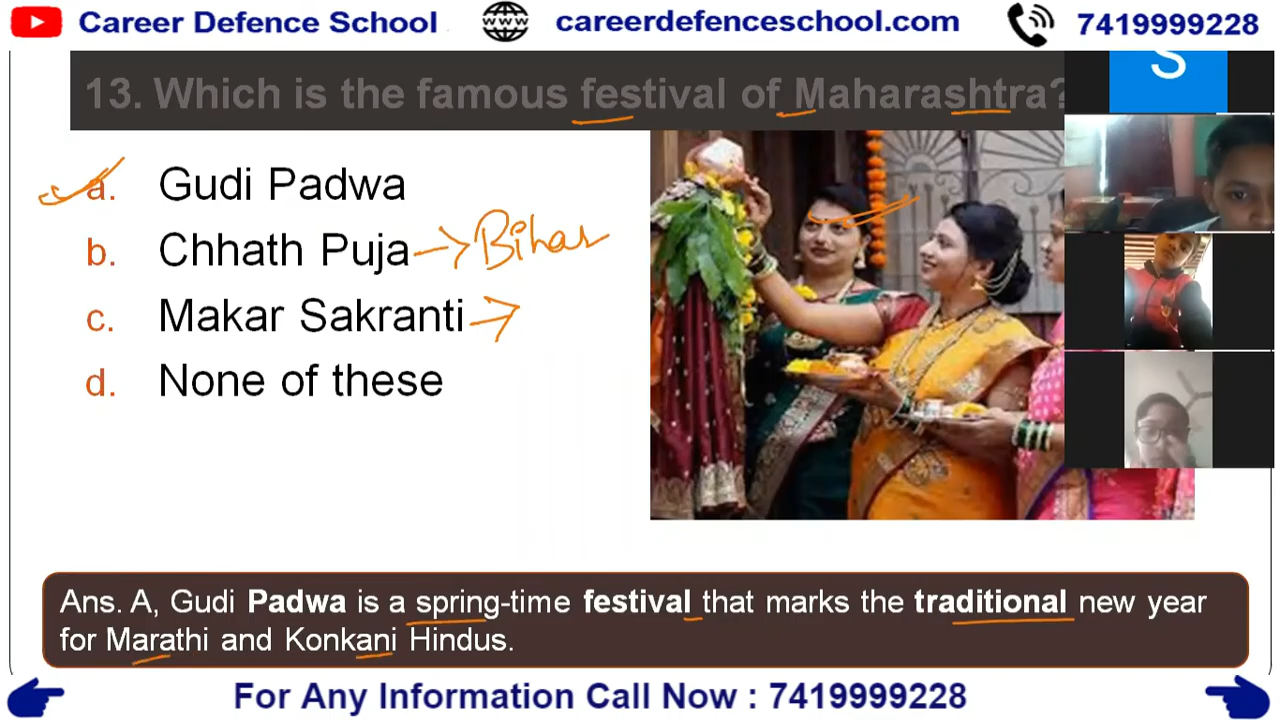 Career Defence School
www
careerdefenceschool.com
7419999228
13. Which is the famous festival of Maharashtra?
S
a. Gudi Padwa
b. Chhath Puja → Bihar
c. Makar Sakranti →
d. None of these
Ans. A, Gudi Padwa is a spring-time festival that marks the traditional new year
for Marathi and Konkani Hindus.
For Any Information Call Now : 7419999228